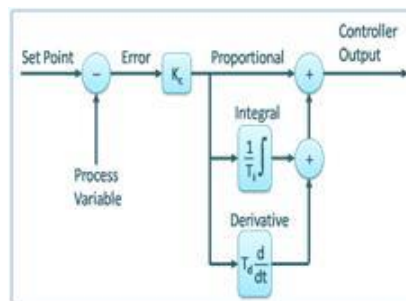 Set Point
−
Error
Kc
Proportional
+
Controller
Output
Integral
1/Ti ∫
+
Process
Variable
Derivative
Td d/dt